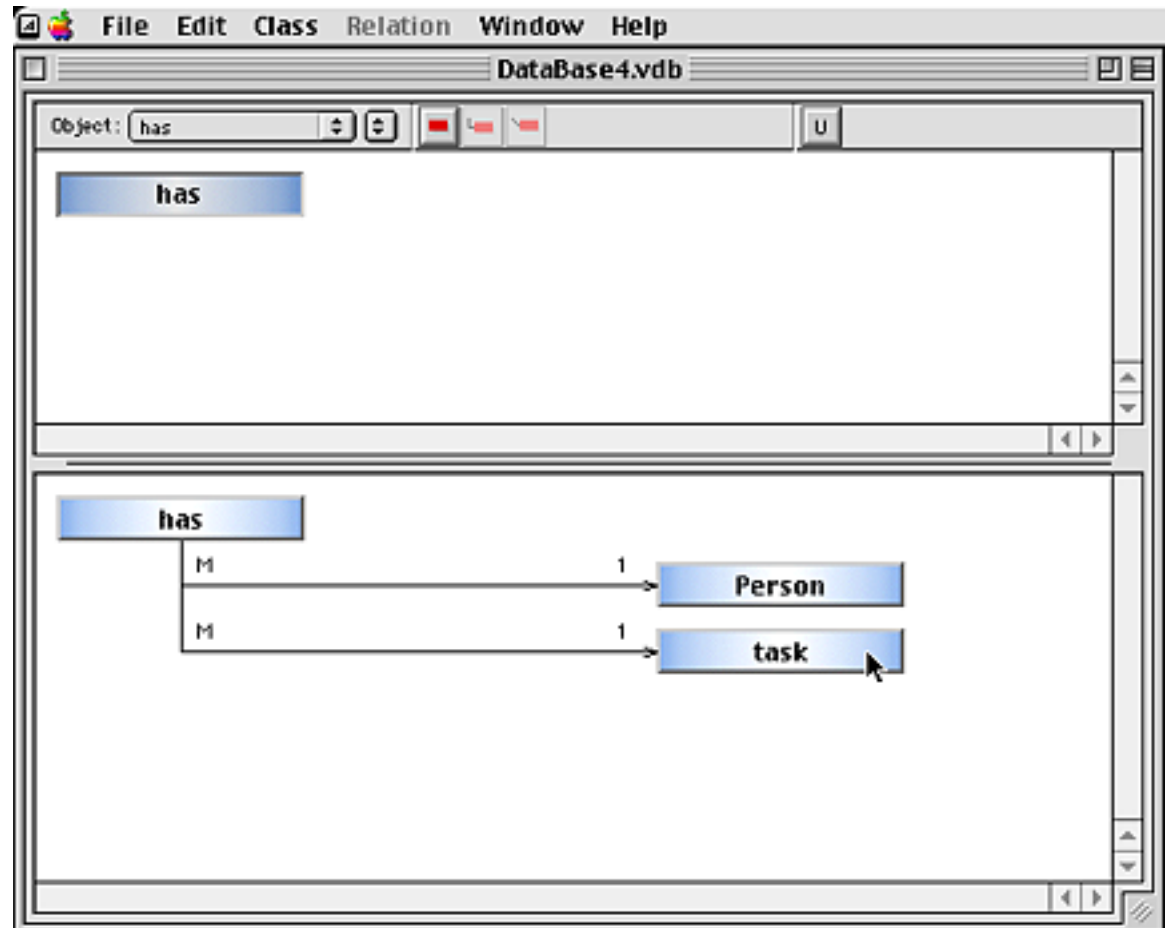 File Edit Class Relation Window Help
DataBase4.vdb
Object: has U
has
has
M 1
Person
M 1
task